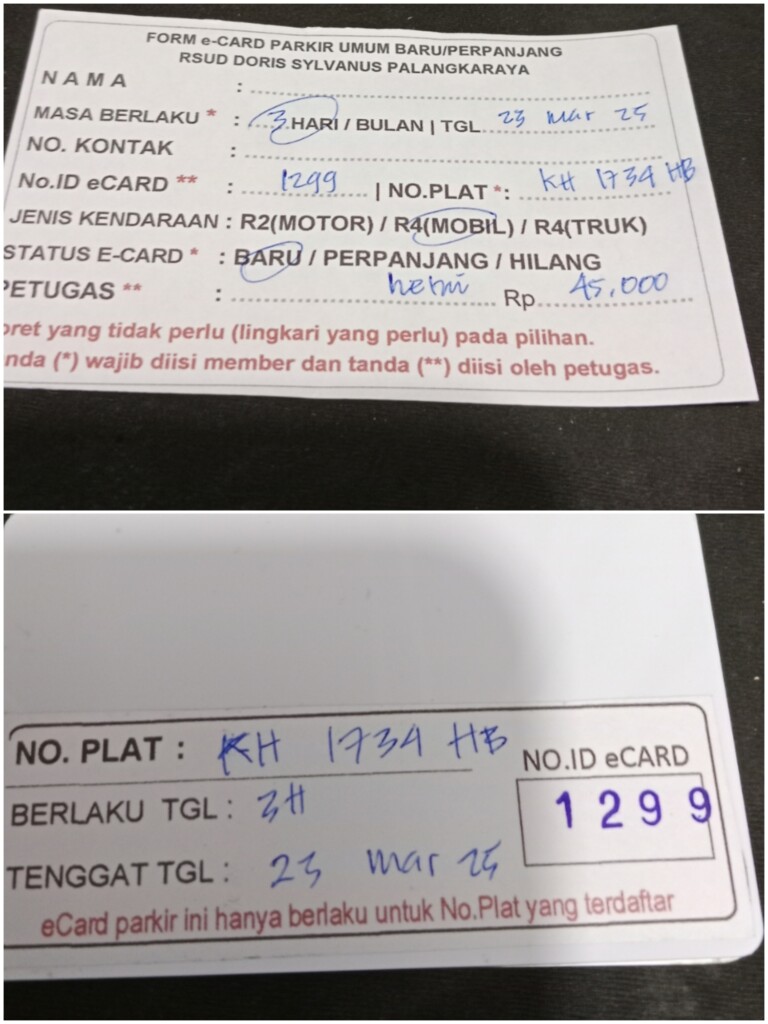 FORM e-CARD PARKIR UMUM BARU/PERPANJANG
RSUD DORIS SYLVANUS PALANGKARAYA
NAMA :
MASA BERLAKU * : 3 HARI / BULAN | TGL 23 Mar 25
NO. KONTAK :
No.ID eCARD ** : 1299 | NO.PLAT *: KH 1734 HB
JENIS KENDARAAN : R2(MOTOR) / R4(MOBIL) / R4(TRUK)
STATUS E-CARD * : BARU / PERPANJANG / HILANG
PETUGAS ** : helmi Rp 45.000
oret yang tidak perlu (lingkari yang perlu) pada pilihan.
nda (*) wajib diisi member dan tanda (**) diisi oleh petugas.
NO. PLAT : KH 1734 HB
NO.ID eCARD
1299
BERLAKU TGL : 3H
TENGGAT TGL : 23 Mar 25
eCard parkir ini hanya berlaku untuk No.Plat yang terdaftar